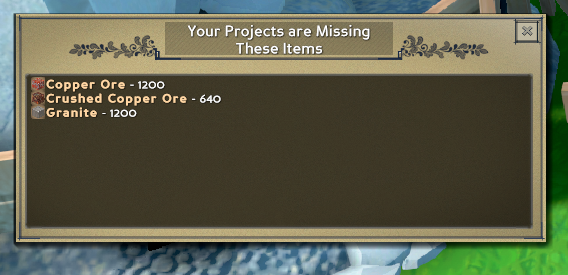 Your Projects are Missing
These Items
Copper Ore - 1200
Crushed Copper Ore - 640
Granite - 1200